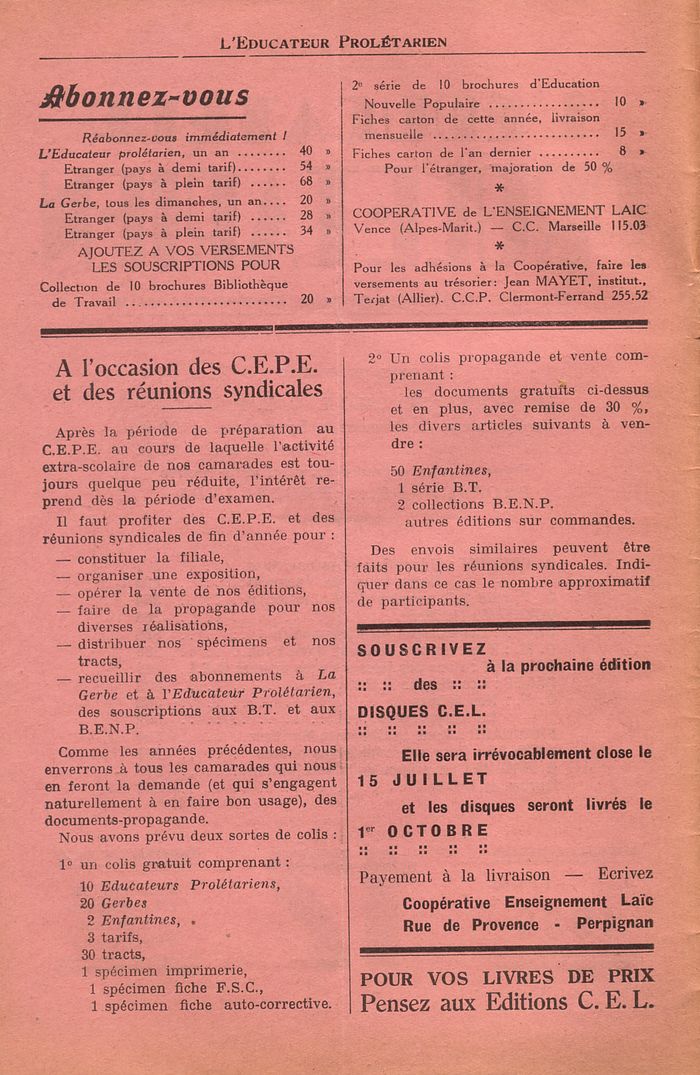 L'Educateur Prolétarien
Abonnez-vous
Réabonnez-vous immédiatement !
L'Educateur prolétarien, un an ........ 40 »
Etranger (pays à demi tarif)........ 54 »
Etranger (pays à plein tarif) ...... 68 »
La Gerbe, tous les dimanches, un an.... 20 »
Etranger (pays à demi tarif) ...... 28 »
Etranger (pays à plein tarif) ...... 34 »
AJOUTEZ A VOS VERSEMENTS
LES SOUSCRIPTIONS POUR
Collection de 10 brochures Bibliothèque
de Travail ........................ 20 »
2e série de 10 brochures d'Education
Nouvelle Populaire .................. 10 »
Fiches carton de cette année, livraison
mensuelle ........................... 15 »
Fiches carton de l'an dernier .......... 8 »
Pour l'étranger, majoration de 50 %
*
COOPERATIVE de L'ENSEIGNEMENT LAIC
Vence (Alpes-Marit.) — C.C. Marseille 115.03
*
Pour les adhésions à la Coopérative, faire les
versements au trésorier: Jean MAYET, institut.,
Terjat (Allier). C.C.P. Clermont-Ferrand 255.52
A l'occasion des C.E.P.E.
et des réunions syndicales
Après la période de préparation au
C.E.P.E. au cours de laquelle l'activité
extra-scolaire de nos camarades est tou-
jours quelque peu réduite, l'intérêt re-
prend dès la période d'examen.
Il faut profiter des C.E.P.E. et des
réunions syndicales de fin d'année pour :
— constituer la filiale,
— organiser une exposition,
— opérer la vente de nos éditions,
— faire de la propagande pour nos
diverses réalisations,
— distribuer nos spécimens et nos
tracts,
— recueillir des abonnements à La
Gerbe et à l'Educateur Prolétarien,
des souscriptions aux B.T. et aux
B.E.N.P.
Comme les années précédentes, nous
enverrons à tous les camarades qui nous
en feront la demande (et qui s'engagent
naturellement à en faire bon usage), des
documents-propagande.
Nous avons prévu deux sortes de colis :
1° un colis gratuit comprenant :
10 Educateurs Prolétariens,
20 Gerbes
2 Enfantines,
3 tarifs,
30 tracts,
1 spécimen imprimerie,
1 spécimen fiche F.S.C.,
1 spécimen fiche auto-corrective.
2° Un colis propagande et vente com-
prenant :
les documents gratuits ci-dessus
et en plus, avec remise de 30 %,
les divers articles suivants à ven-
dre :
50 Enfantines,
1 série B.T.
2 collections B.E.N.P.
autres éditions sur commandes.
Des envois similaires peuvent être
faits pour les réunions syndicales. Indi-
quer dans ce cas le nombre approximatif
de participants.
SOUSCRIVEZ
à la prochaine édition
:: :: des :: ::
DISQUES C.E.L.
:: :: :: :: ::
Elle sera irrévocablement close le
15 JUILLET
et les disques seront livrés le
1er OCTOBRE
:: :: :: :: ::
Payement à la livraison — Ecrivez
Coopérative Enseignement Laïc
Rue de Provence - Perpignan
POUR VOS LIVRES DE PRIX
Pensez aux Editions C. E. L.